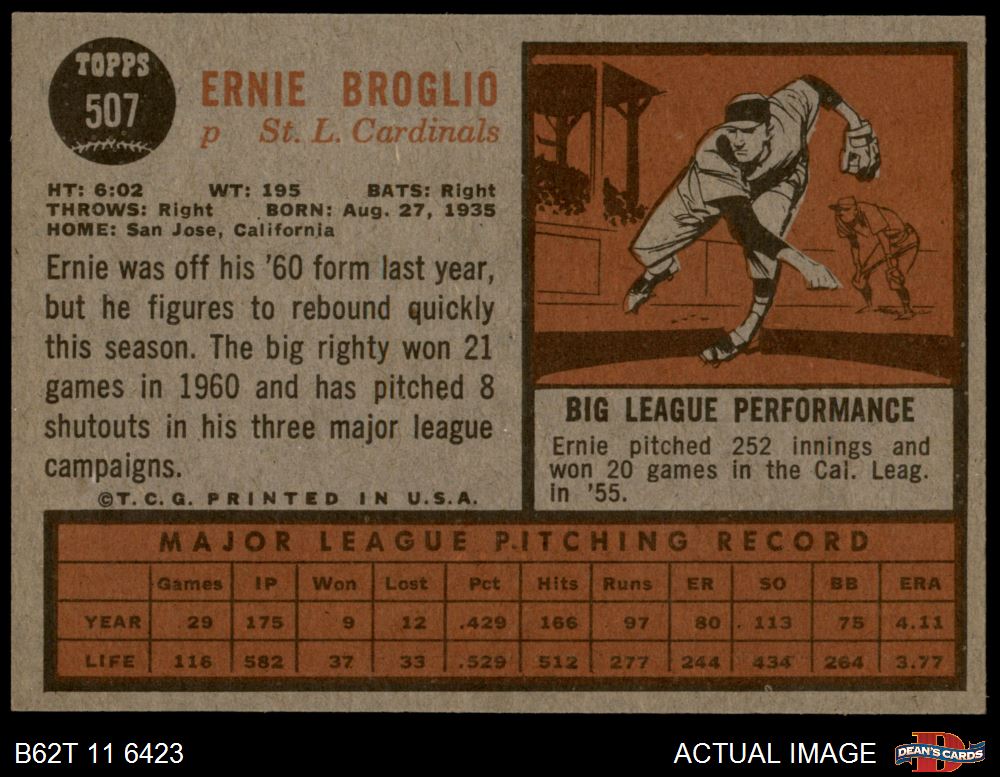 TOPPS
507
ERNIE BROGLIO
p St. L. Cardinals
HT: 6:02 WT: 195 BATS: Right
THROWS: Right BORN: Aug. 27, 1935
HOME: San Jose, California
Ernie was off his '60 form last year,
but he figures to rebound quickly
this season. The big righty won 21
games in 1960 and has pitched 8
shutouts in his three major league
campaigns.
©T.C.G. PRINTED IN U.S.A.
BIG LEAGUE PERFORMANCE
Ernie pitched 252 innings and
won 20 games in the Cal. Leag.
in '55.
MAJOR LEAGUE PITCHING RECORD
Games IP Won Lost Pct Hits Runs ER SO BB ERA
YEAR 29 175 9 12 .429 166 97 80 113 75 4.11
LIFE 116 582 37 33 .529 512 277 244 434 264 3.77
B62T 11 6423
ACTUAL IMAGE
D
DEAN'S CARDS